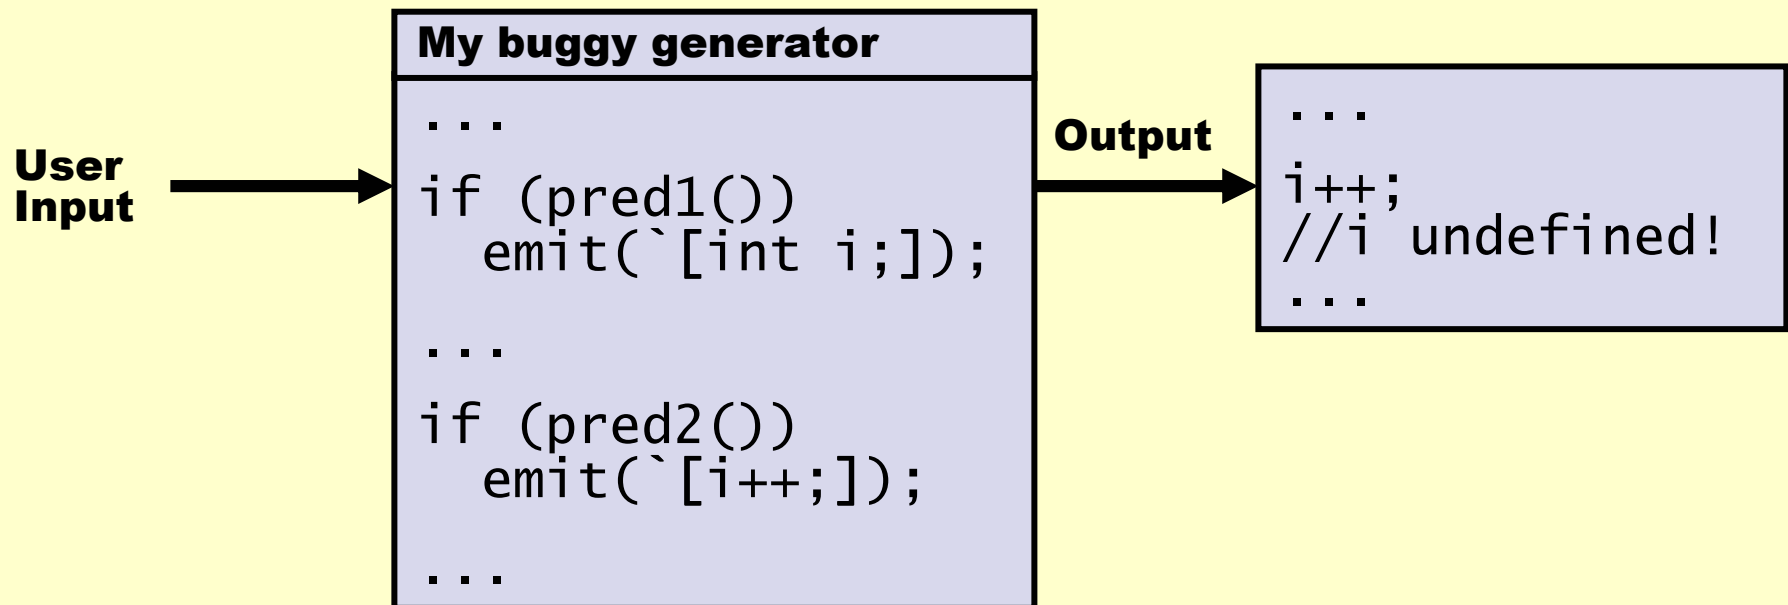 User
Input
My buggy generator
...
if (pred1())
  emit(`[int i;]);
...
if (pred2())
  emit(`[i++;]);
...
Output
...
i++;
//i undefined!
...